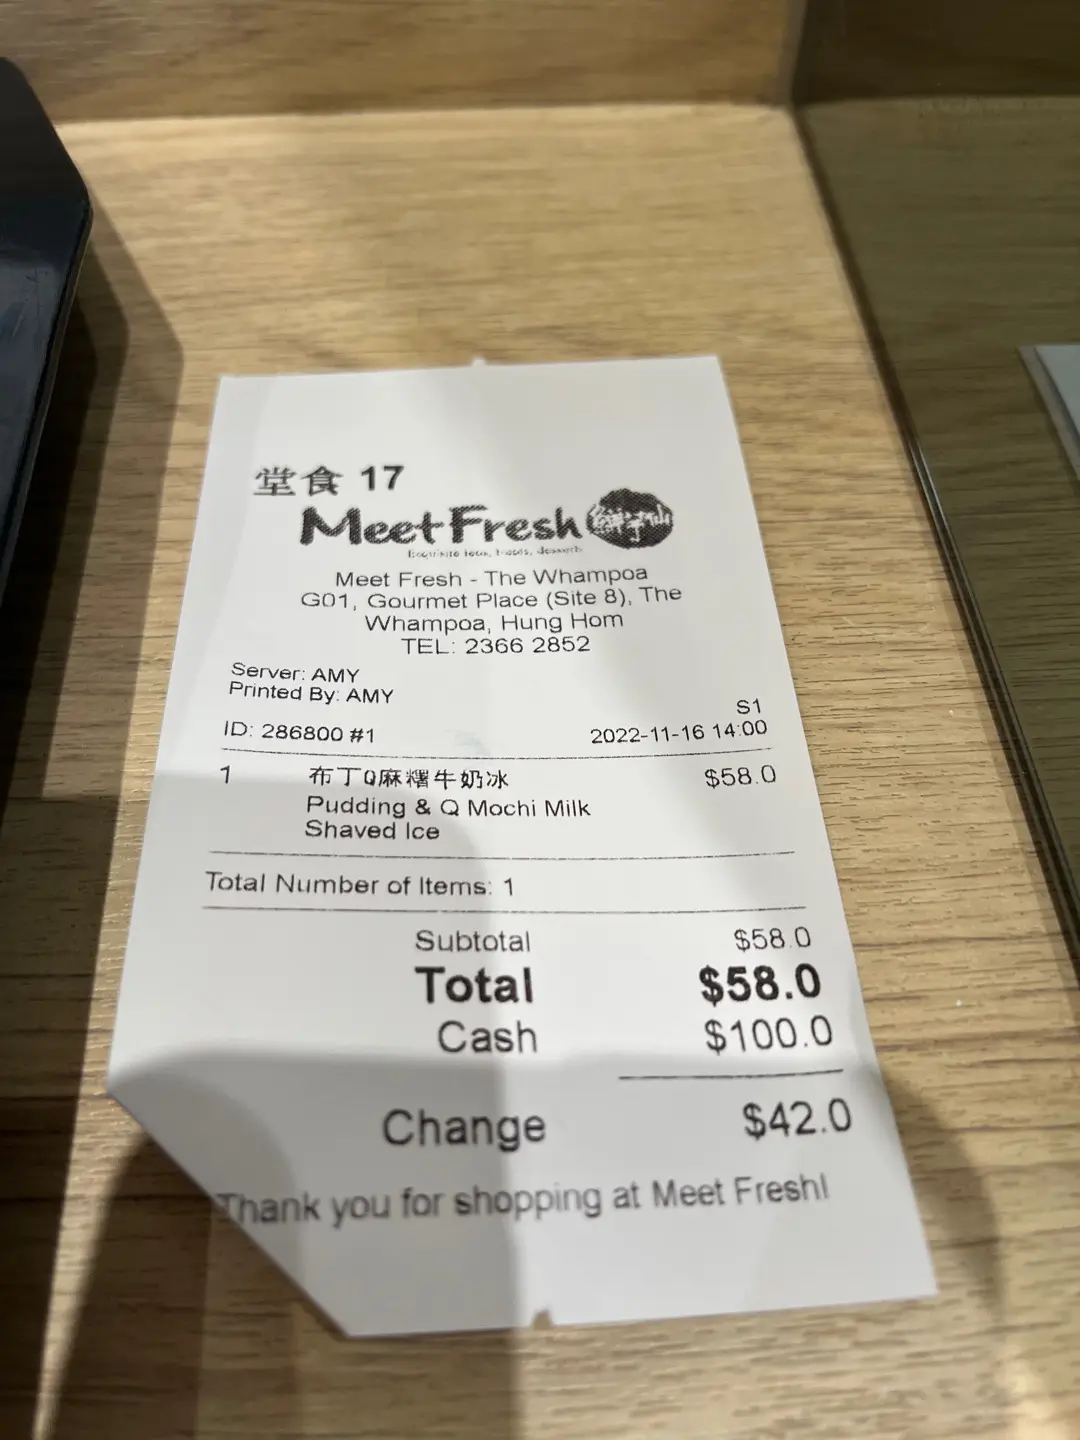 堂食 17
Meet Fresh 鮮芋仙
Meet Fresh - The Whampoa
G01, Gourmet Place (Site 8), The
Whampoa, Hung Hom
TEL: 2366 2852
Server: AMY
Printed By: AMY
S1
ID: 286800 #1 2022-11-16 14:00
1 布丁Q麻糬牛奶冰 $58.0
Pudding & Q Mochi Milk
Shaved Ice
Total Number of Items: 1
Subtotal $58.0
Total $58.0
Cash $100.0
Change $42.0
Thank you for shopping at Meet Fresh!